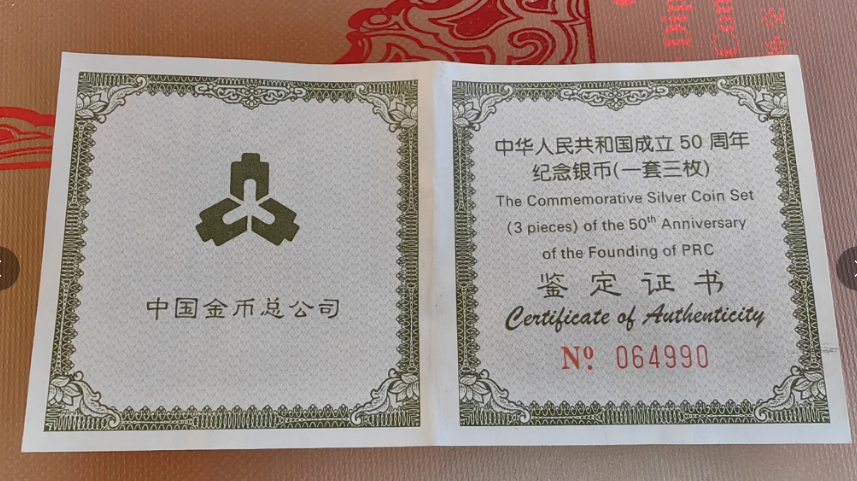 中国金币总公司
中华人民共和国成立 50 周年
纪念银币(一套三枚)
The Commemorative Silver Coin Set
(3 pieces) of the 50th Anniversary
of the Founding of PRC
鉴定证书
Certificate of Authenticity
Nº 064990